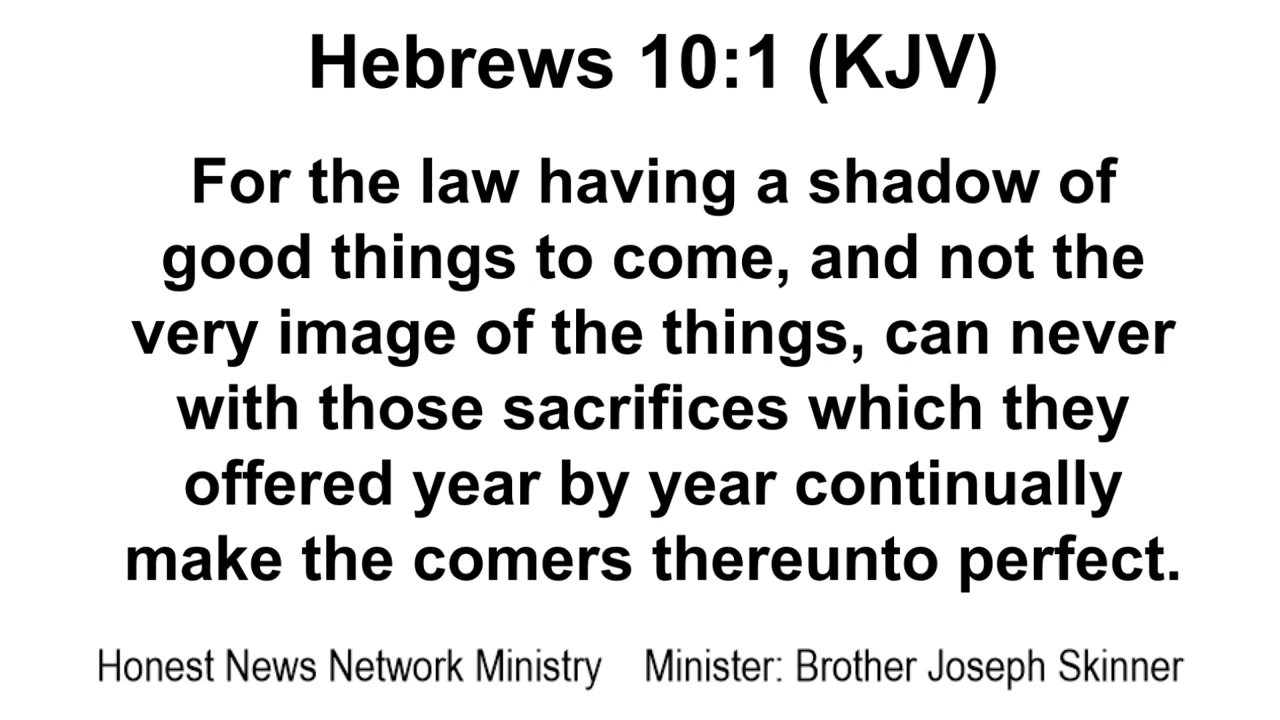 Hebrews 10:1 (KJV)
For the law having a shadow of
good things to come, and not the
very image of the things, can never
with those sacrifices which they
offered year by year continually
make the comers thereunto perfect.
Honest News Network Ministry    Minister: Brother Joseph Skinner